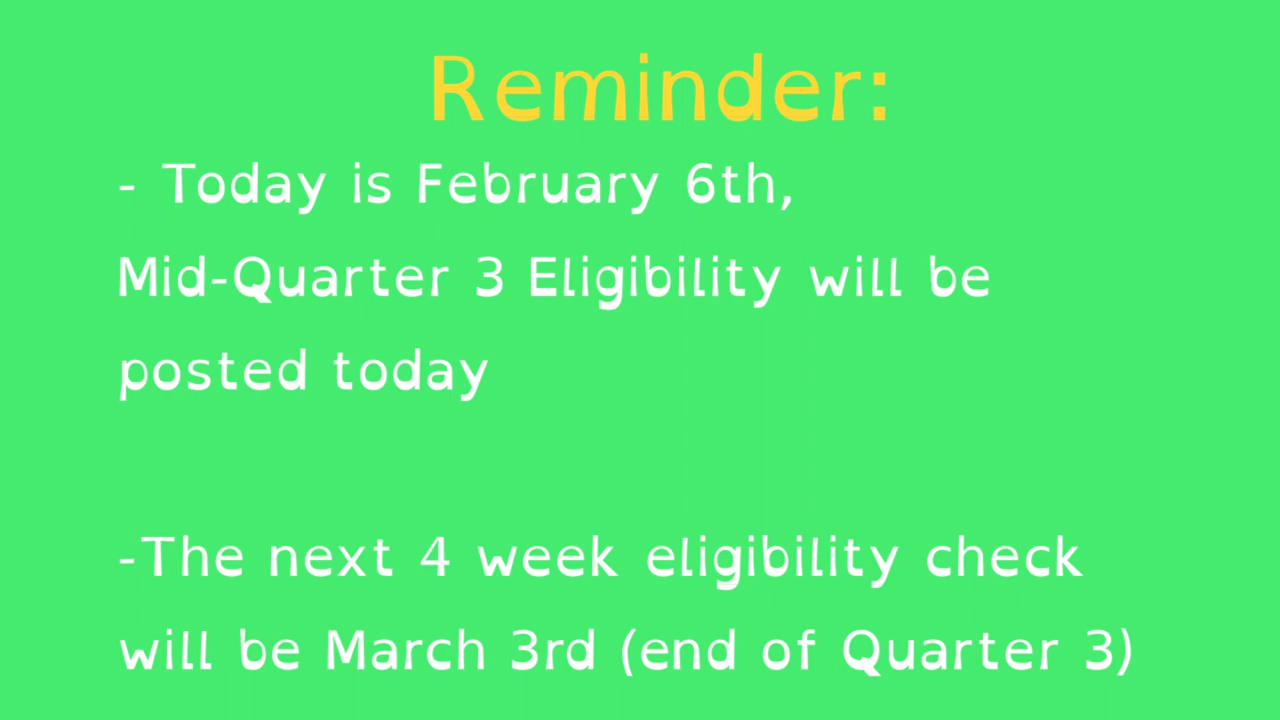 Reminder:
- Today is February 6th,
Mid-Quarter 3 Eligibility will be
posted today
-The next 4 week eligibility check
will be March 3rd (end of Quarter 3)